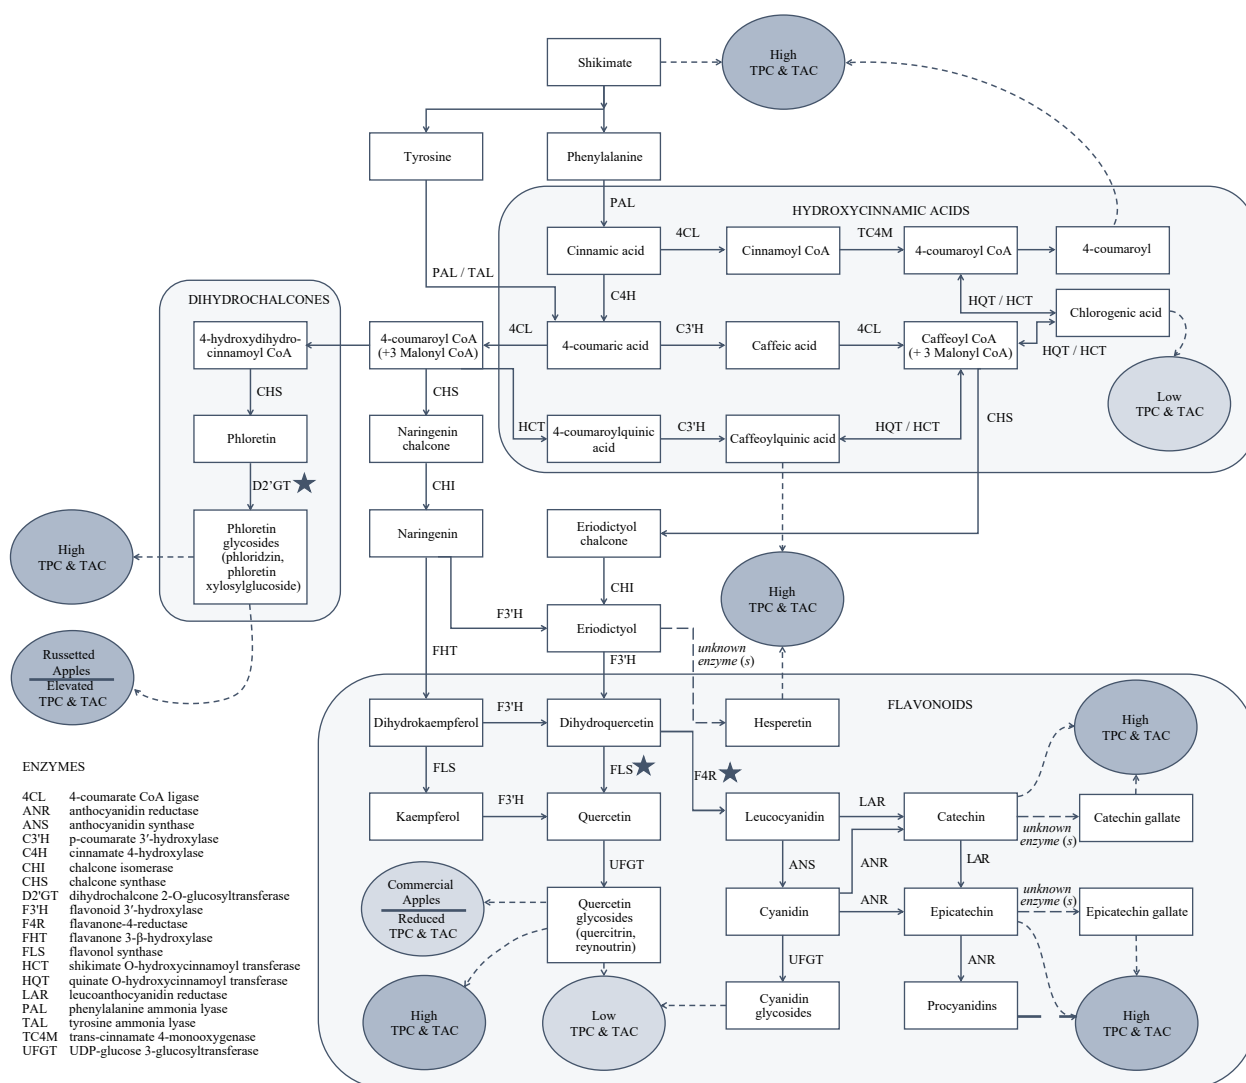 Shikimate
High
TPC & TAC
Tyrosine
Phenylalanine
PAL
HYDROXYCINNAMIC ACIDS
Cinnamic acid
4CL
Cinnamoyl CoA
TC4M
4-coumaroyl CoA
4-coumaroyl
PAL / TAL
C4H
HQT / HCT
Chlorogenic acid
DIHYDROCHALCONES
4-hydroxydihydro-
cinnamoyl CoA
4-coumaroyl CoA
(+3 Malonyl CoA)
4CL
4-coumaric acid
C3'H
Caffeic acid
4CL
Caffeoyl CoA
(+ 3 Malonyl CoA)
HQT / HCT
Low
TPC & TAC
CHS
CHS
CHS
Phloretin
Naringenin
chalcone
HCT
4-coumaroylquinic
acid
C3'H
Caffeoylquinic acid
HQT / HCT
D2’GT
CHI
Phloretin
glycosides
(phloridzin,
phloretin
xylosylglucoside)
High
TPC & TAC
Naringenin
Eriodictyol
chalcone
CHI
High
TPC & TAC
F3'H
Eriodictyol
unknown
enzyme (s)
Russetted
Apples
Elevated
TPC & TAC
FHT
F3'H
FLAVONOIDS
Dihydrokaempferol
F3'H
Dihydroquercetin
Hesperetin
High
TPC & TAC
FLS
FLS
F4R
Kaempferol
F3'H
Quercetin
Leucocyanidin
LAR
Catechin
unknown
enzyme (s)
Catechin gallate
UFGT
ANS
ANR
LAR
Commercial
Apples
Reduced
TPC & TAC
Quercetin
glycosides
(quercitrin,
reynoutrin)
Cyanidin
ANR
Epicatechin
unknown
enzyme (s)
Epicatechin gallate
UFGT
ANR
High
TPC & TAC
Low
TPC & TAC
Cyanidin
glycosides
Procyanidins
High
TPC & TAC
ENZYMES
4CL 4-coumarate CoA ligase
ANR anthocyanidin reductase
ANS anthocyanidin synthase
C3'H p-coumarate 3′-hydroxylase
C4H cinnamate 4-hydroxylase
CHI chalcone isomerase
CHS chalcone synthase
D2'GT dihydrochalcone 2-O-glucosyltransferase
F3'H flavonoid 3′-hydroxylase
F4R flavanone-4-reductase
FHT flavanone 3-β-hydroxylase
FLS flavonol synthase
HCT shikimate O-hydroxycinnamoyl transferase
HQT quinate O-hydroxycinnamoyl transferase
LAR leucoanthocyanidin reductase
PAL phenylalanine ammonia lyase
TAL tyrosine ammonia lyase
TC4M trans-cinnamate 4-monooxygenase
UFGT UDP-glucose 3-glucosyltransferase